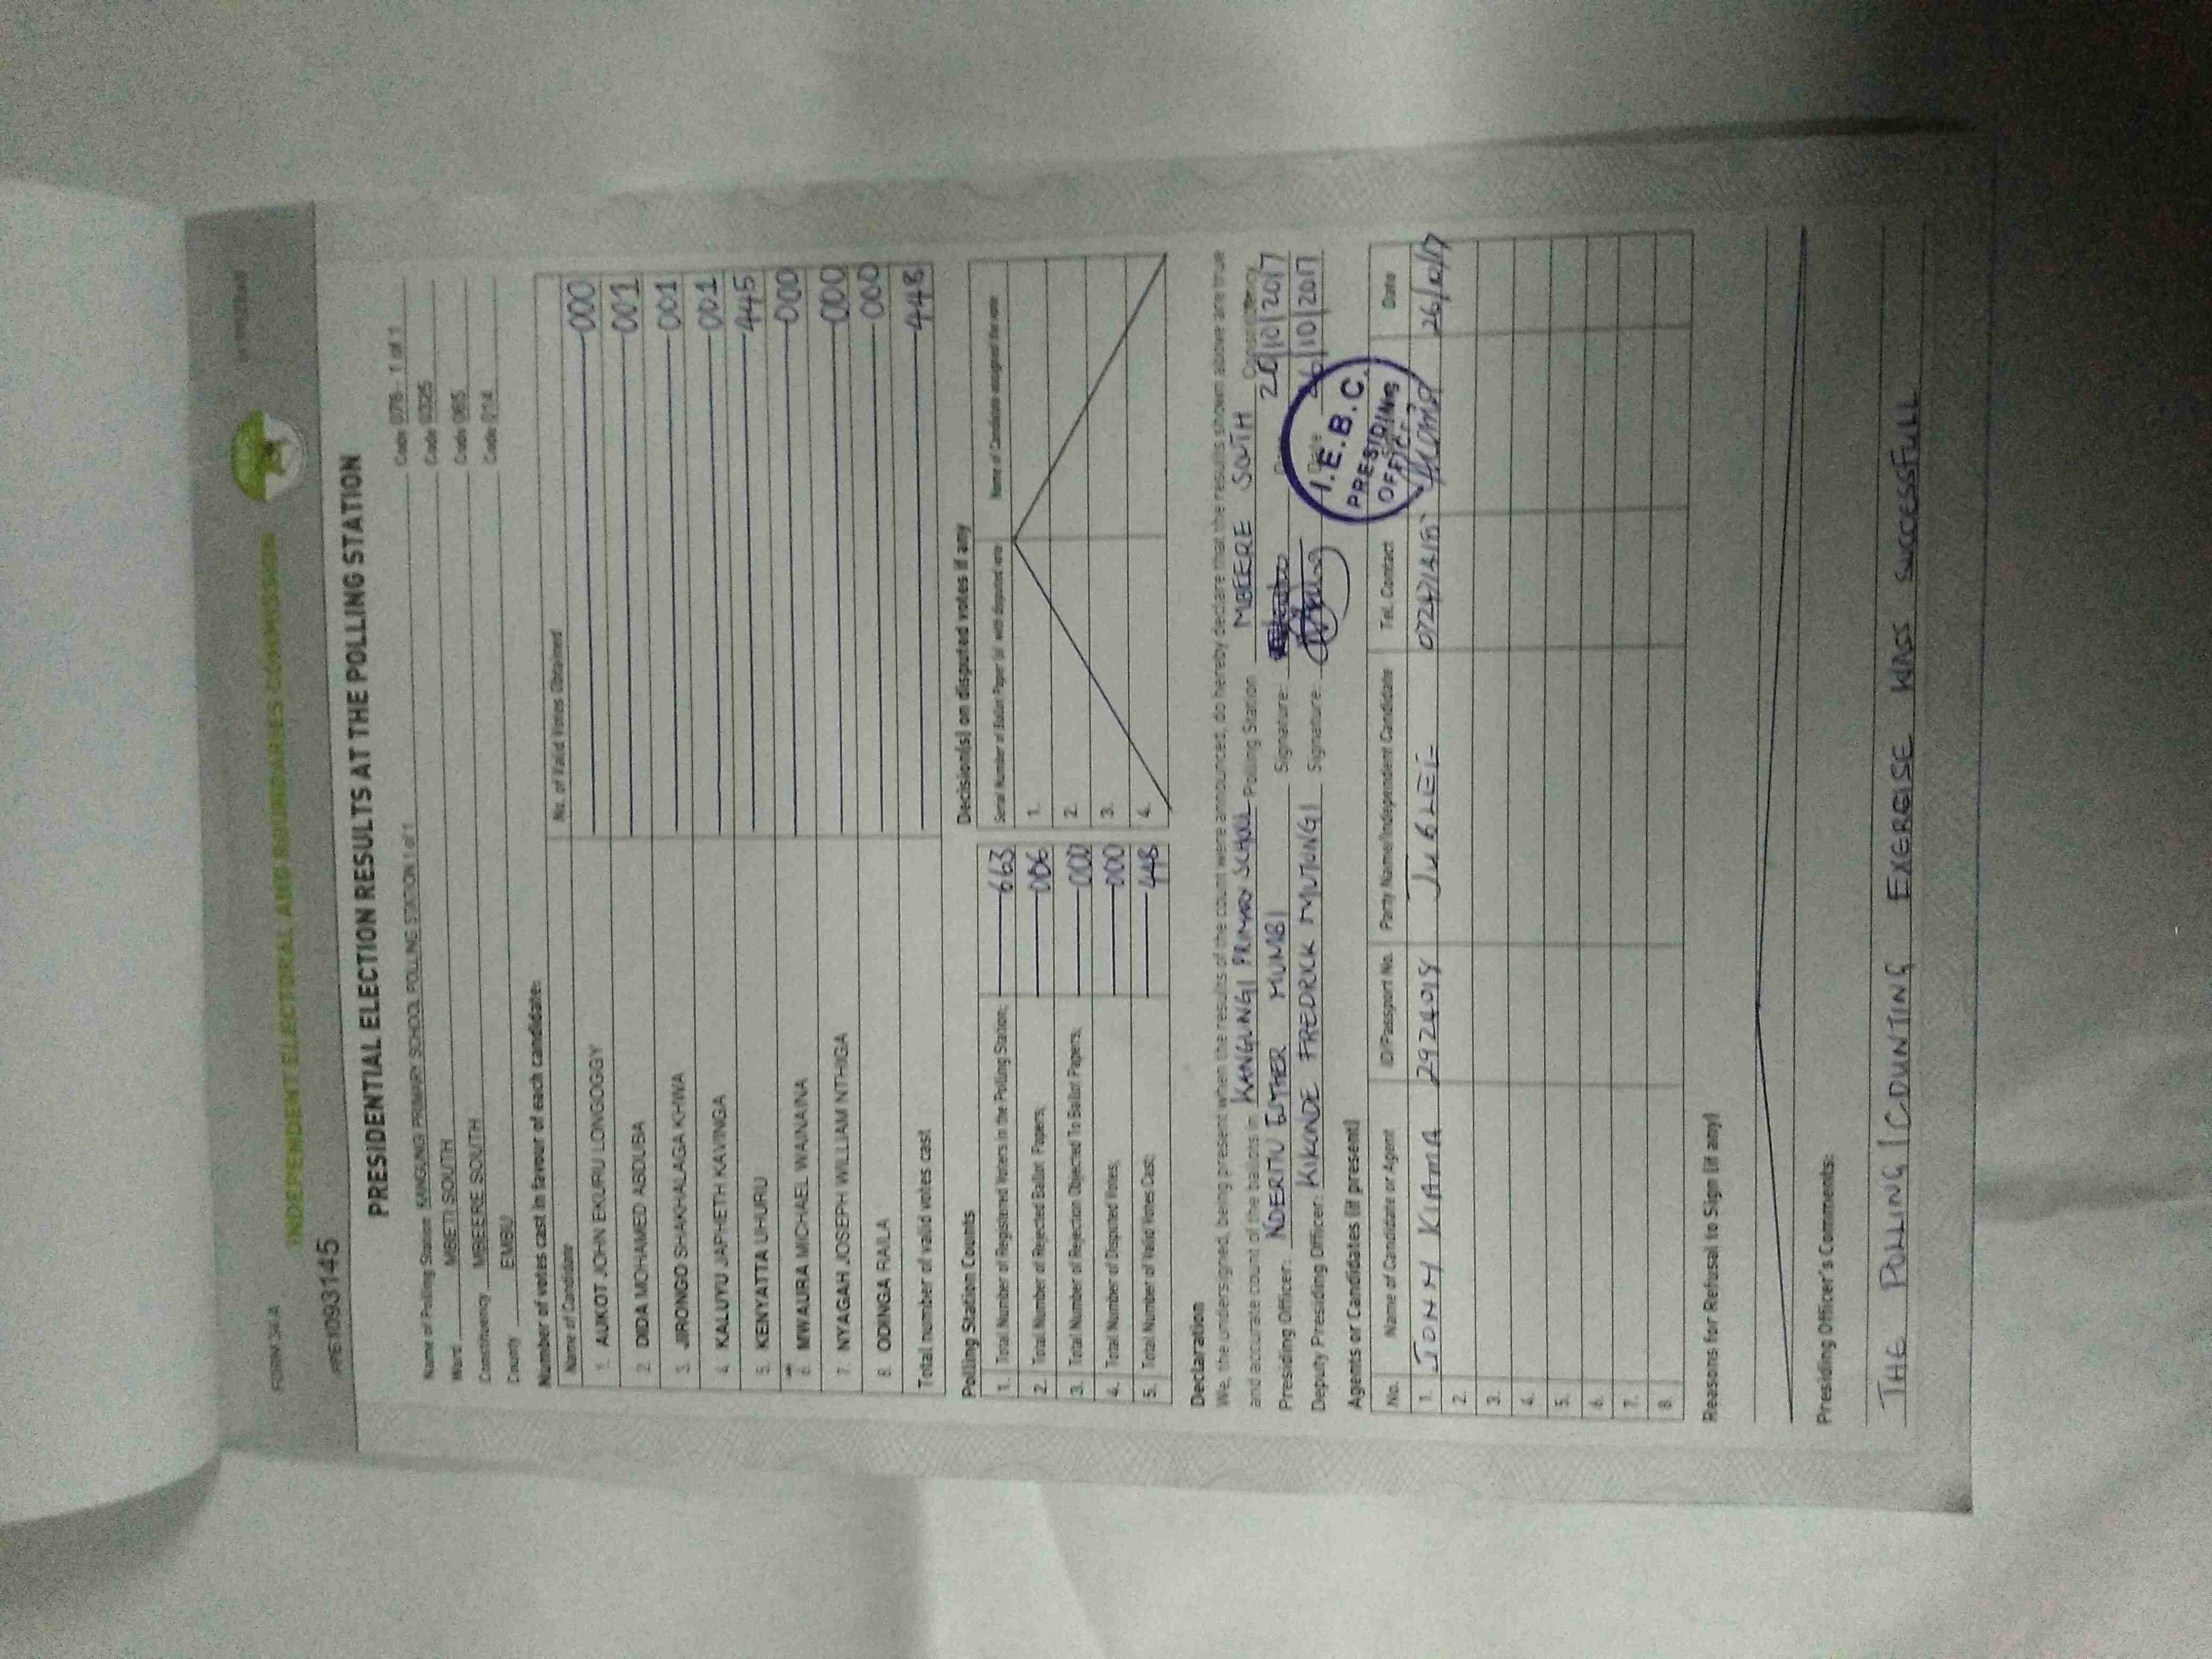 FORM 34A
INDEPENDENT ELECTORAL AND BOUNDARIES COMMISSION
PRE1093145
PRESIDENTIAL ELECTION RESULTS AT THE POLLING STATION
Name of Polling Station KANGUNGI PRIMARY SCHOOL POLLING STATION 1 of 1 Code 076 - 1 of 1
Ward MBETI SOUTH Code 0325
Constituency MBEERE SOUTH Code 065
County EMBU Code 014
Number of votes cast in favour of each candidate:
Name of Candidate No. of Valid Votes Obtained
1. AUKOT JOHN EKURU LONGOGGY 000
2. DIDA MOHAMED ABDUBA 001
3. JIRONGO SHAKHALAGA KHWA 001
4. KALUYU JAPHETH KAVINGA 001
5. KENYATTA UHURU 445
6. MWAURA MICHAEL WAINAINA 000
7. NYAGAH JOSEPH WILLIAM NTHIGA 000
8. ODINGA RAILA 000
Total number of valid votes cast 448
Polling Station Counts
1. Total Number of Registered Voters in the Polling Station; 663
2. Total Number of Rejected Ballot Papers; 006
3. Total Number of Rejection Objected To Ballot Papers; 000
4. Total Number of Disputed Votes; 000
5. Total Number of Valid Votes Cast; 448
Decision(s) on disputed votes if any
Serial Number of Ballot Paper (s) with disputed vote Name of Candidate assigned the vote
1.
2.
3.
4.
Declaration
We, the undersigned, being present when the results of the count were announced, do hereby declare that the results shown above are true
and accurate count of the ballots in KANGUNGI PRIMARY SCHOOL Polling Station MBEERE SOUTH Constituency
Presiding Officer: NDERITU ESTHER MUMBI Signature: 26/10/2017
Deputy Presiding Officer: KIKUNDE FREDRICK MUTUNGI Signature: Date 26/10/2017
I.E.B.C.
PRESIDING
Agents or Candidates (if present)
No. Name of Candidate or Agent ID/Passport No. Party Name/Independent Candidate Tel. Contact Date
1. JOHN KIAMA 29224018 JUBLEE 26/10/17
2.
3.
4.
5.
6.
7.
8.
Reasons for Refusal to Sign (if any)
Presiding Officer's Comments:
THE POLLING / COUNTING EXERGISE WASS SUCCESSFULL